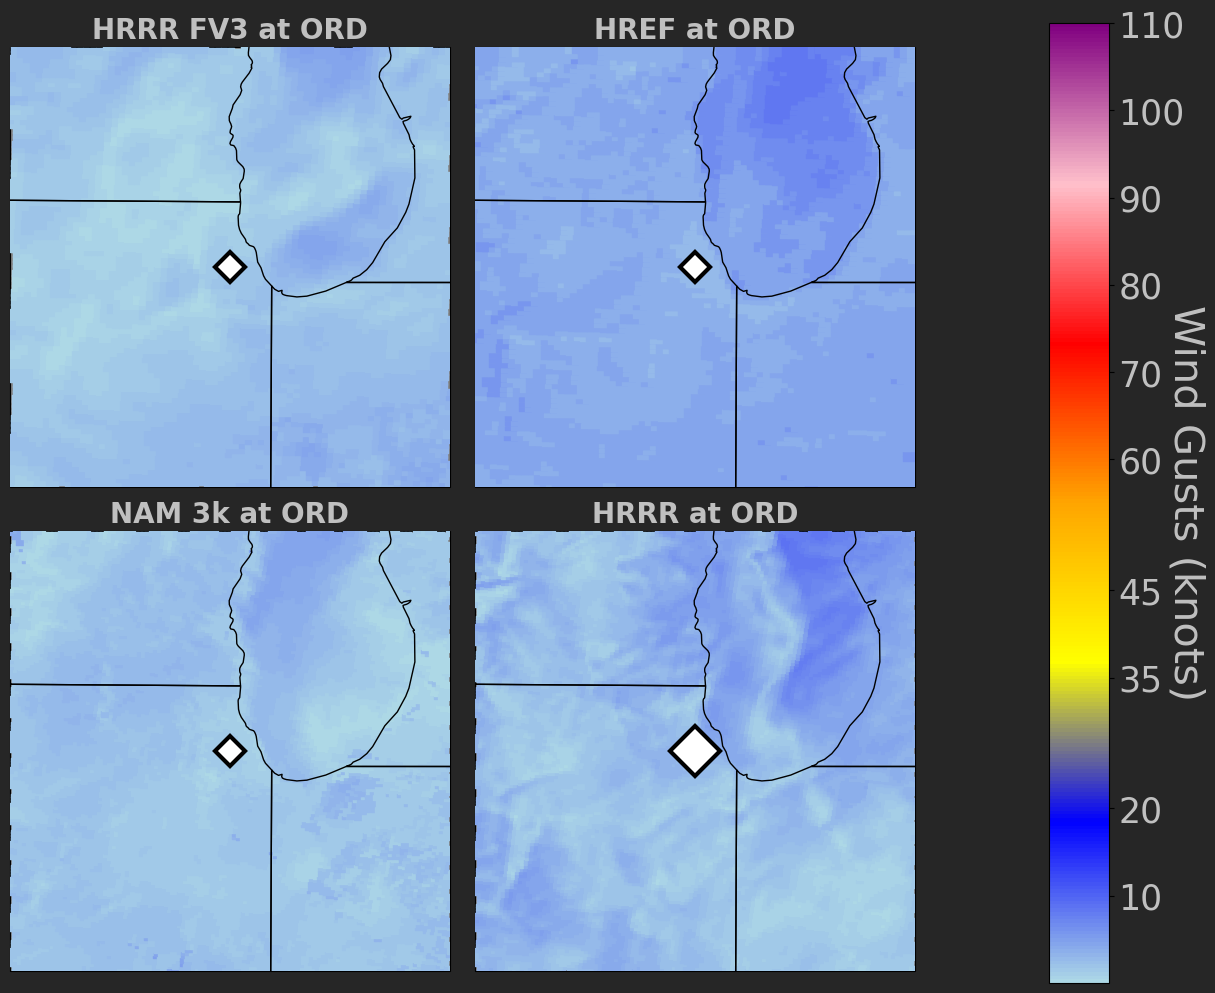 HRRR FV3 at ORD
HREF at ORD
NAM 3k at ORD
HRRR at ORD
110
100
90
80
70
60
45
35
20
10
Wind Gusts (knots)